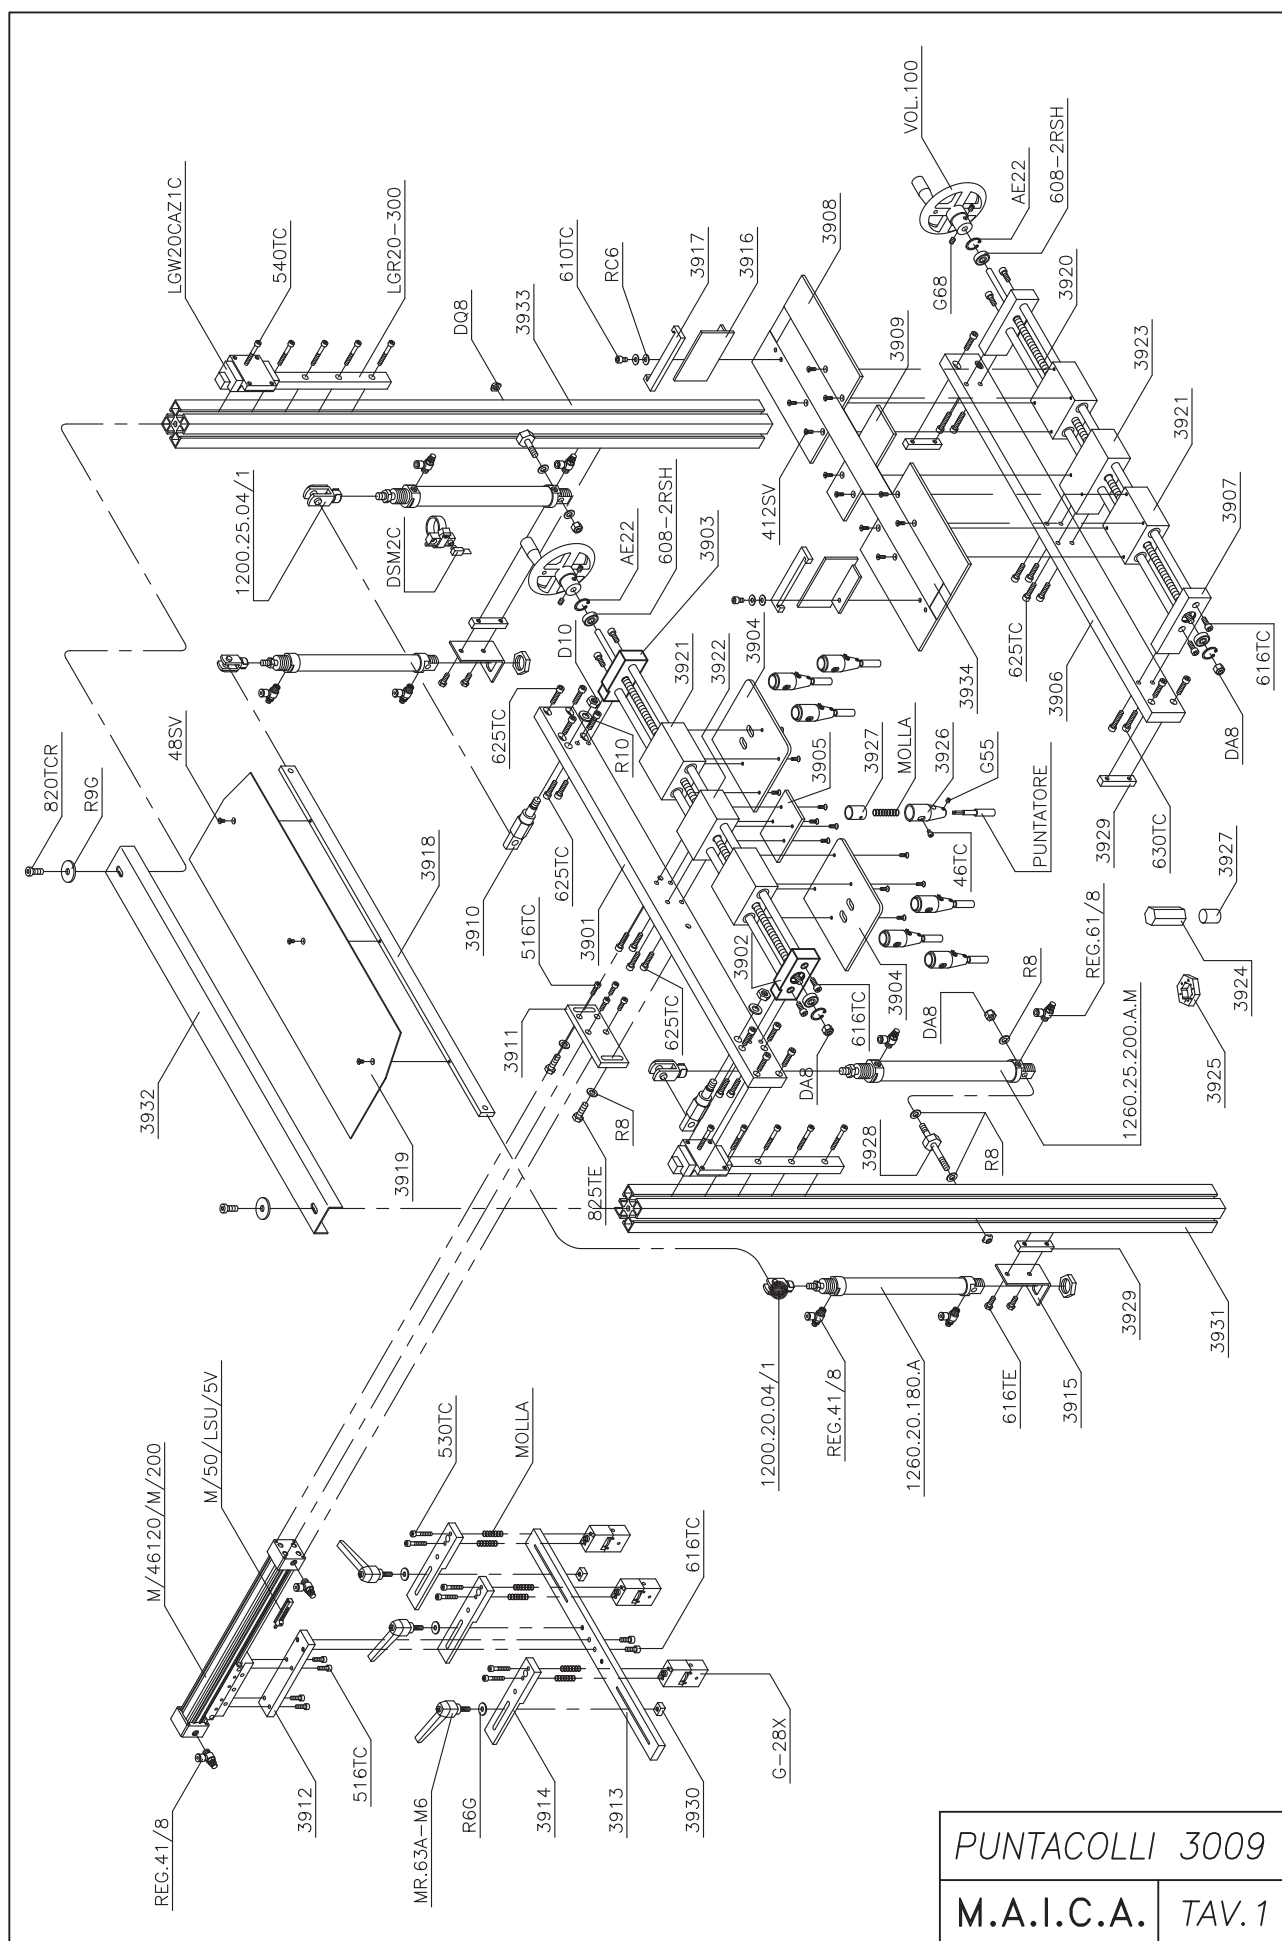 VOL.100
LGW20CAZ1C
540TC
LGR20-300
AE22
608-2RSH
610TC
RC6
3917
3916
3908
G68
3920
DQ8
3933
3909
3923
3921
1200.25.04/1
DSM2C
AE22
608-2RSH
3903
412SV
3907
D10
3921
3922
3904
3934
625TC
3906
616TC
DA8
820TCR
R9G
48SV
625TC
R10
3905
3927
MOLLA
3926
G55
PUNTATORE
3929
630TC
3918
3910
625TC
3901
516TC
46TC
3927
3932
3911
625TC
3902
616TC
3904
R8
REG.61/8
3924
DA8
DA8
3925
3919
R8
825TE
3928
R8
1260.25.200.A.M
M/50/LSU/5V
M/46120/M/200
530TC
MOLLA
1200.20.04/1
REG.41/8
1260.20.180.A
616TE
3915
3929
3931
616TC
REG.41/8
3912
516TC
MR.63A-M6
R6G
3914
3913
3930
G-28X
PUNTACOLLI 3009
M.A.I.C.A.
TAV.1